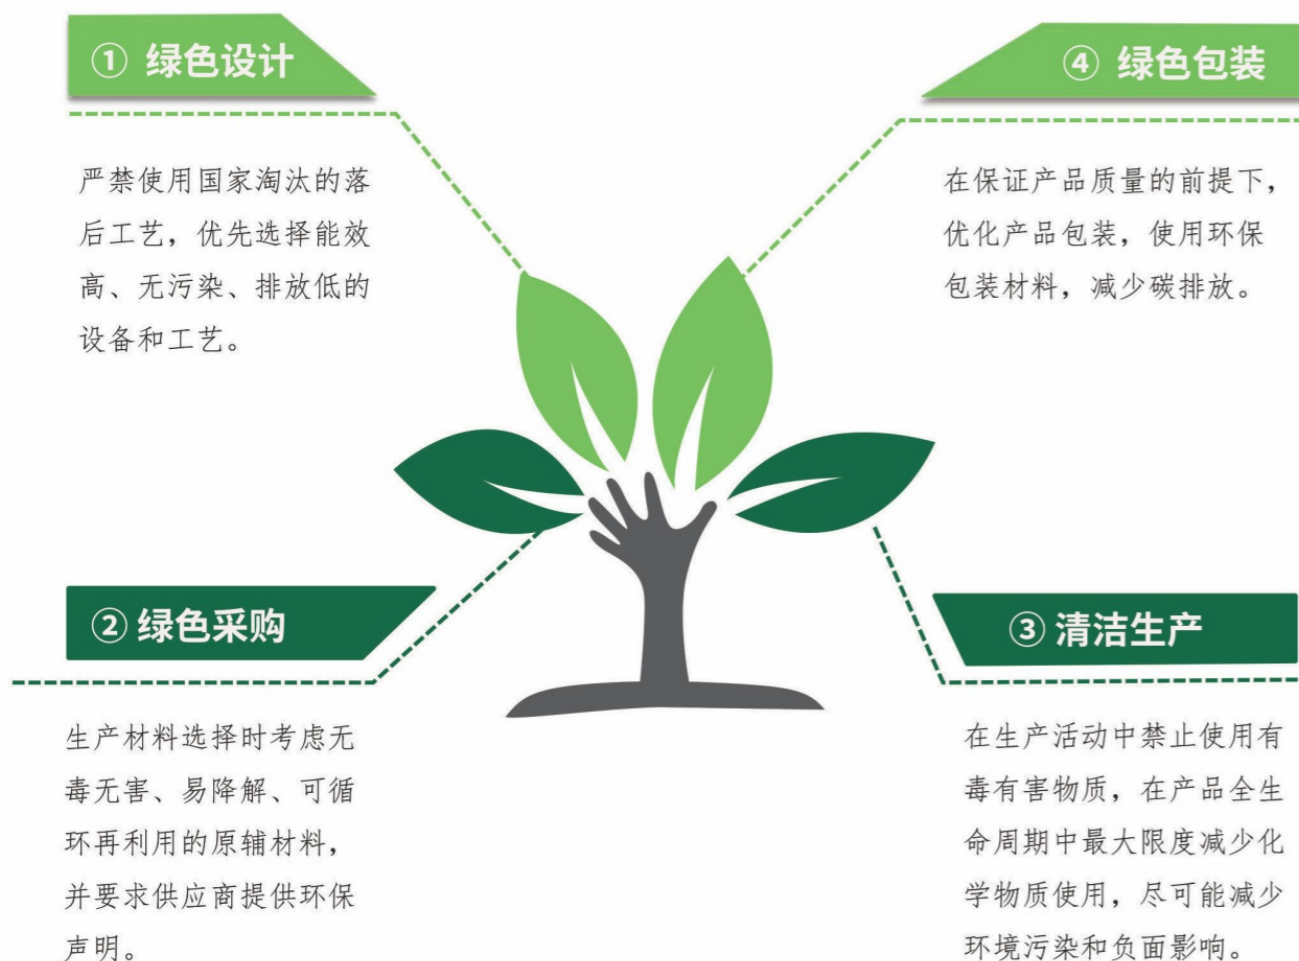 ① 绿色设计
严禁使用国家淘汰的落
后工艺，优先选择能效
高、无污染、排放低的
设备和工艺。
② 绿色采购
生产材料选择时考虑无
毒无害、易降解、可循
环再利用的原辅材料，
并要求供应商提供环保
声明。
③ 清洁生产
在生产活动中禁止使用有
毒有害物质，在产品全生
命周期中最大限度减少化
学物质使用，尽可能减少
环境污染和负面影响。
④ 绿色包装
在保证产品质量的前提下，
优化产品包装，使用环保
包装材料，减少碳排放。